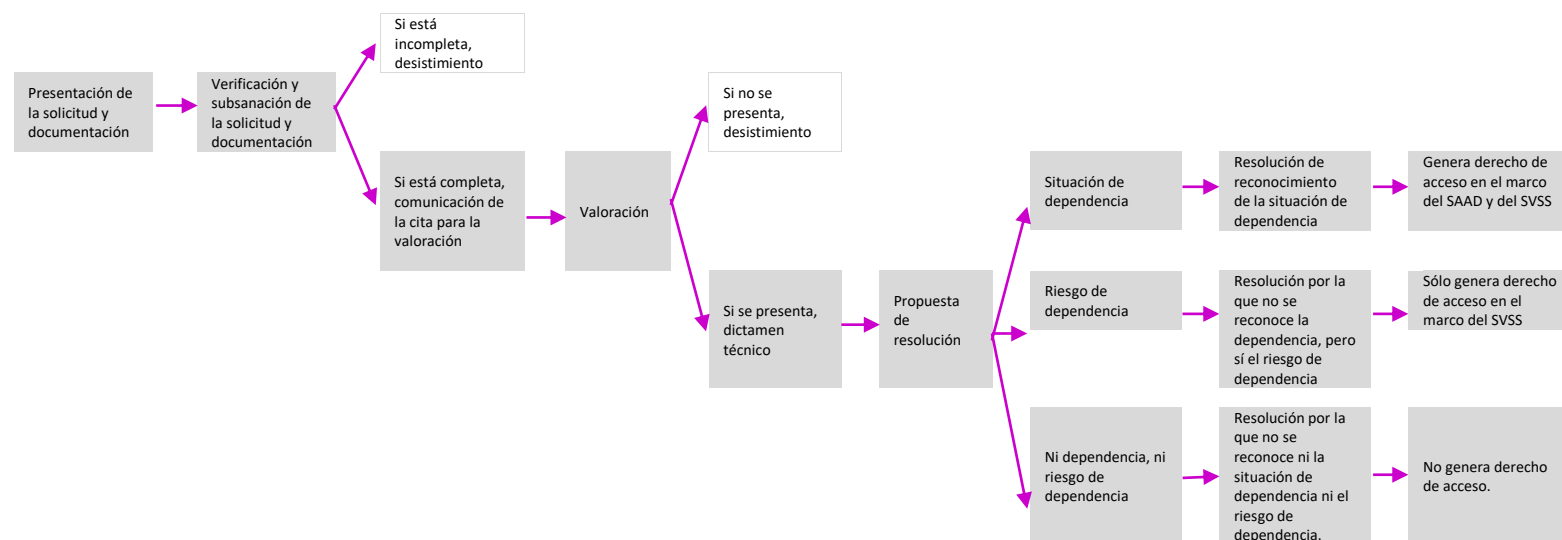 Presentación de
la solicitud y
documentación
Verificación y
subsanación de
la solicitud y
documentación
Si está
incompleta,
desistimiento
Si está completa,
comunicación de
la cita para la
valoración
Valoración
Si no se
presenta,
desistimiento
Si se presenta,
dictamen
técnico
Propuesta
de
resolución
Situación de
dependencia
Resolución de
reconocimiento
de la situación de
dependencia
Genera derecho de
acceso en el marco
del SAAD y del SVSS
Riesgo de
dependencia
Resolución por la
que no se
reconoce la
dependencia, pero
sí el riesgo de
dependencia
Sólo genera derecho
de acceso en el
marco del SVSS
Ni dependencia, ni
riesgo de
dependencia
Resolución por la
que no se
reconoce ni la
situación de
dependencia ni el
riesgo de
dependencia.
No genera derecho
de acceso.